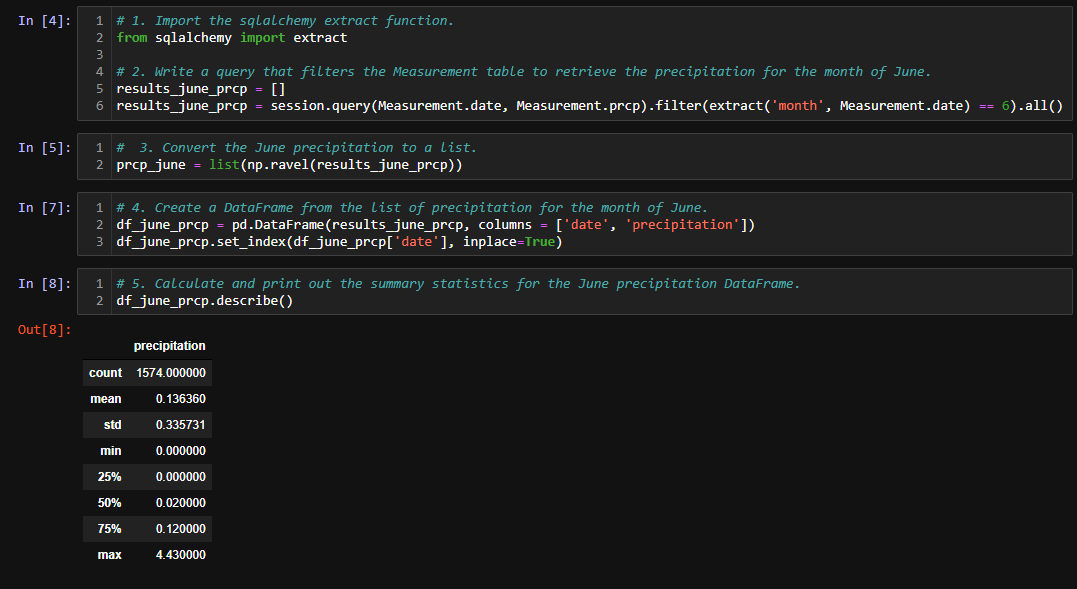 In [4]:
1 # 1. Import the sqlalchemy extract function.
2 from sqlalchemy import extract
3
4 # 2. Write a query that filters the Measurement table to retrieve the precipitation for the month of June.
5 results_june_prcp = []
6 results_june_prcp = session.query(Measurement.date, Measurement.prcp).filter(extract('month', Measurement.date) == 6).all()
In [5]:
1 #  3. Convert the June precipitation to a list.
2 prcp_june = list(np.ravel(results_june_prcp))
In [7]:
1 # 4. Create a DataFrame from the list of precipitation for the month of June.
2 df_june_prcp = pd.DataFrame(results_june_prcp, columns = ['date', 'precipitation'])
3 df_june_prcp.set_index(df_june_prcp['date'], inplace=True)
In [8]:
1 # 5. Calculate and print out the summary statistics for the June precipitation DataFrame.
2 df_june_prcp.describe()
Out[8]:
precipitation
count 1574.000000
mean 0.136360
std 0.335731
min 0.000000
25% 0.000000
50% 0.020000
75% 0.120000
max 4.430000